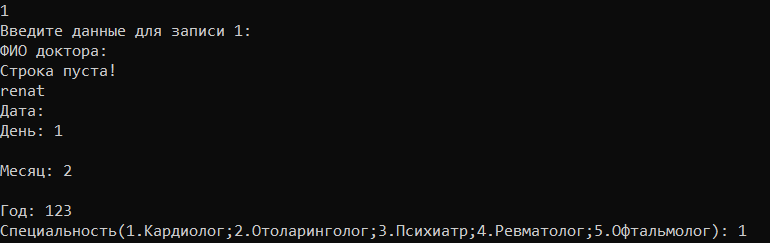 1
Введите данные для записи 1:
ФИО доктора:
Строка пуста!
renat
Дата:
День: 1
Месяц: 2
Год: 123
Специальность(1.Кардиолог;2.Отоларинголог;3.Психиатр;4.Ревматолог;5.Офтальмолог): 1